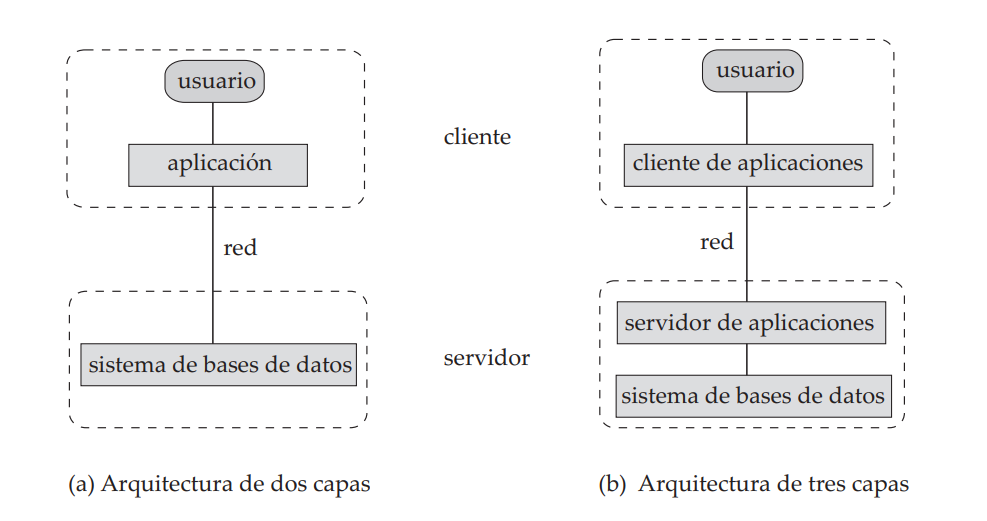 usuario
aplicación
red
sistema de bases de datos
cliente
servidor
usuario
cliente de aplicaciones
red
servidor de aplicaciones
sistema de bases de datos
(a) Arquitectura de dos capas
(b) Arquitectura de tres capas